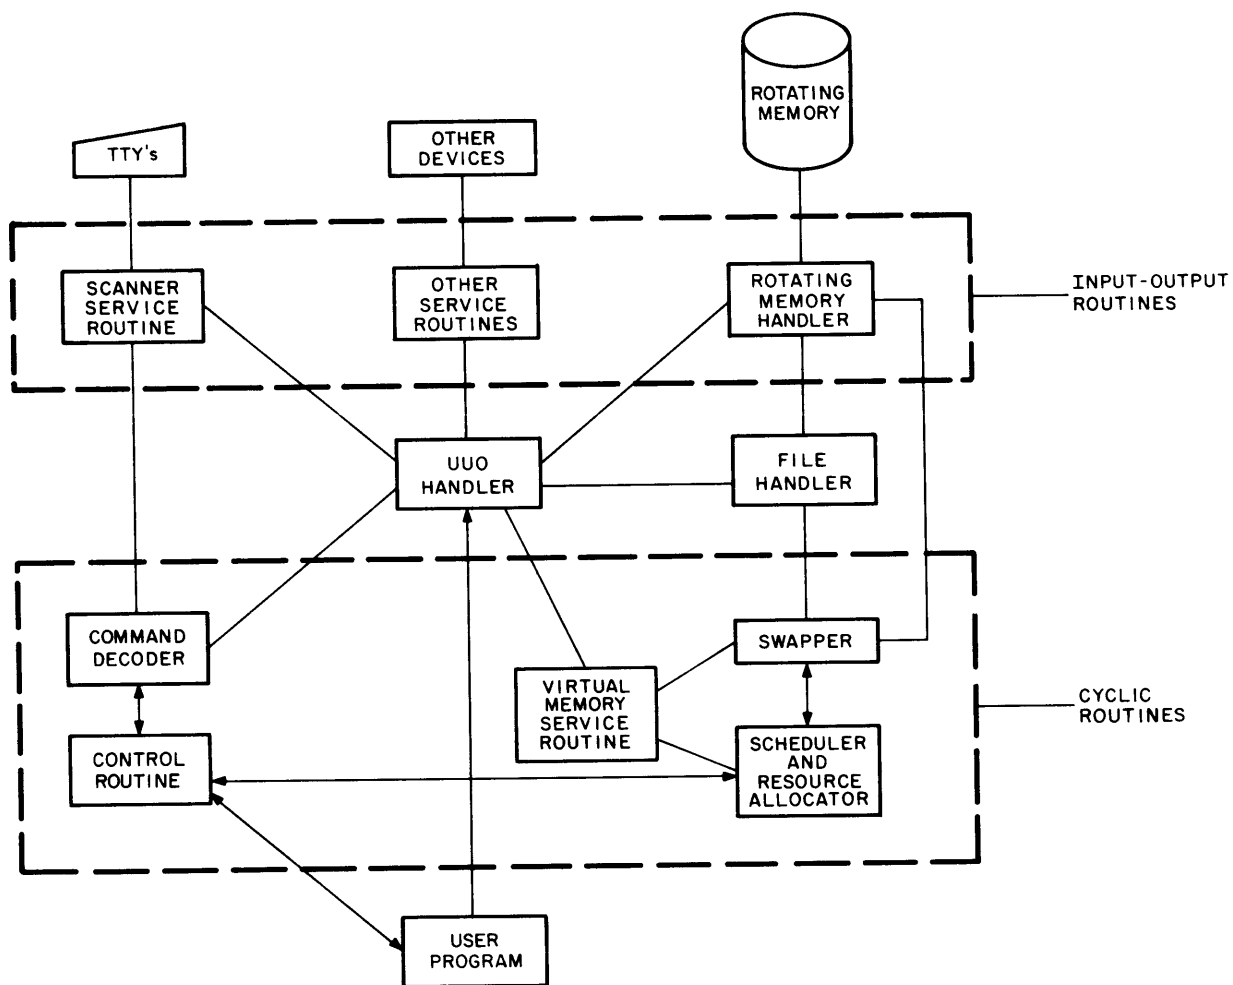 ROTATING
MEMORY
TTY's
OTHER
DEVICES
SCANNER
SERVICE
ROUTINE
OTHER
SERVICE
ROUTINES
ROTATING
MEMORY
HANDLER
INPUT-OUTPUT
ROUTINES
UUO
HANDLER
FILE
HANDLER
COMMAND
DECODER
SWAPPER
VIRTUAL
MEMORY
SERVICE
ROUTINE
CYCLIC
ROUTINES
CONTROL
ROUTINE
SCHEDULER
AND
RESOURCE
ALLOCATOR
USER
PROGRAM